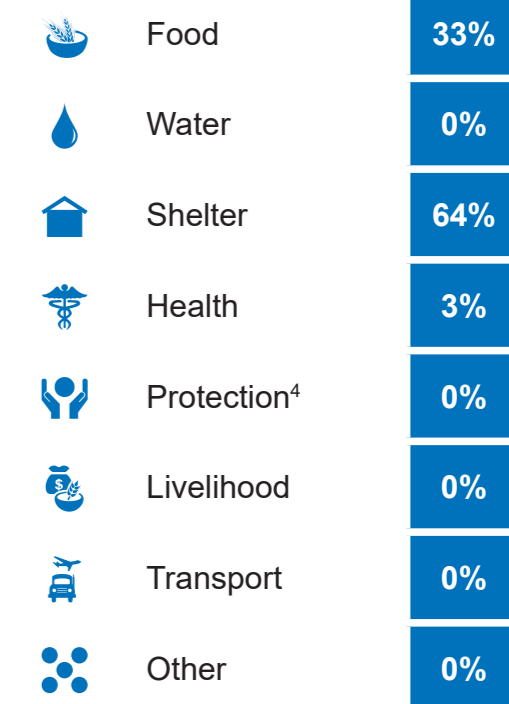 Food 33%
Water 0%
Shelter 64%
Health 3%
Protection⁴ 0%
$ Livelihood 0%
Transport 0%
Other 0%